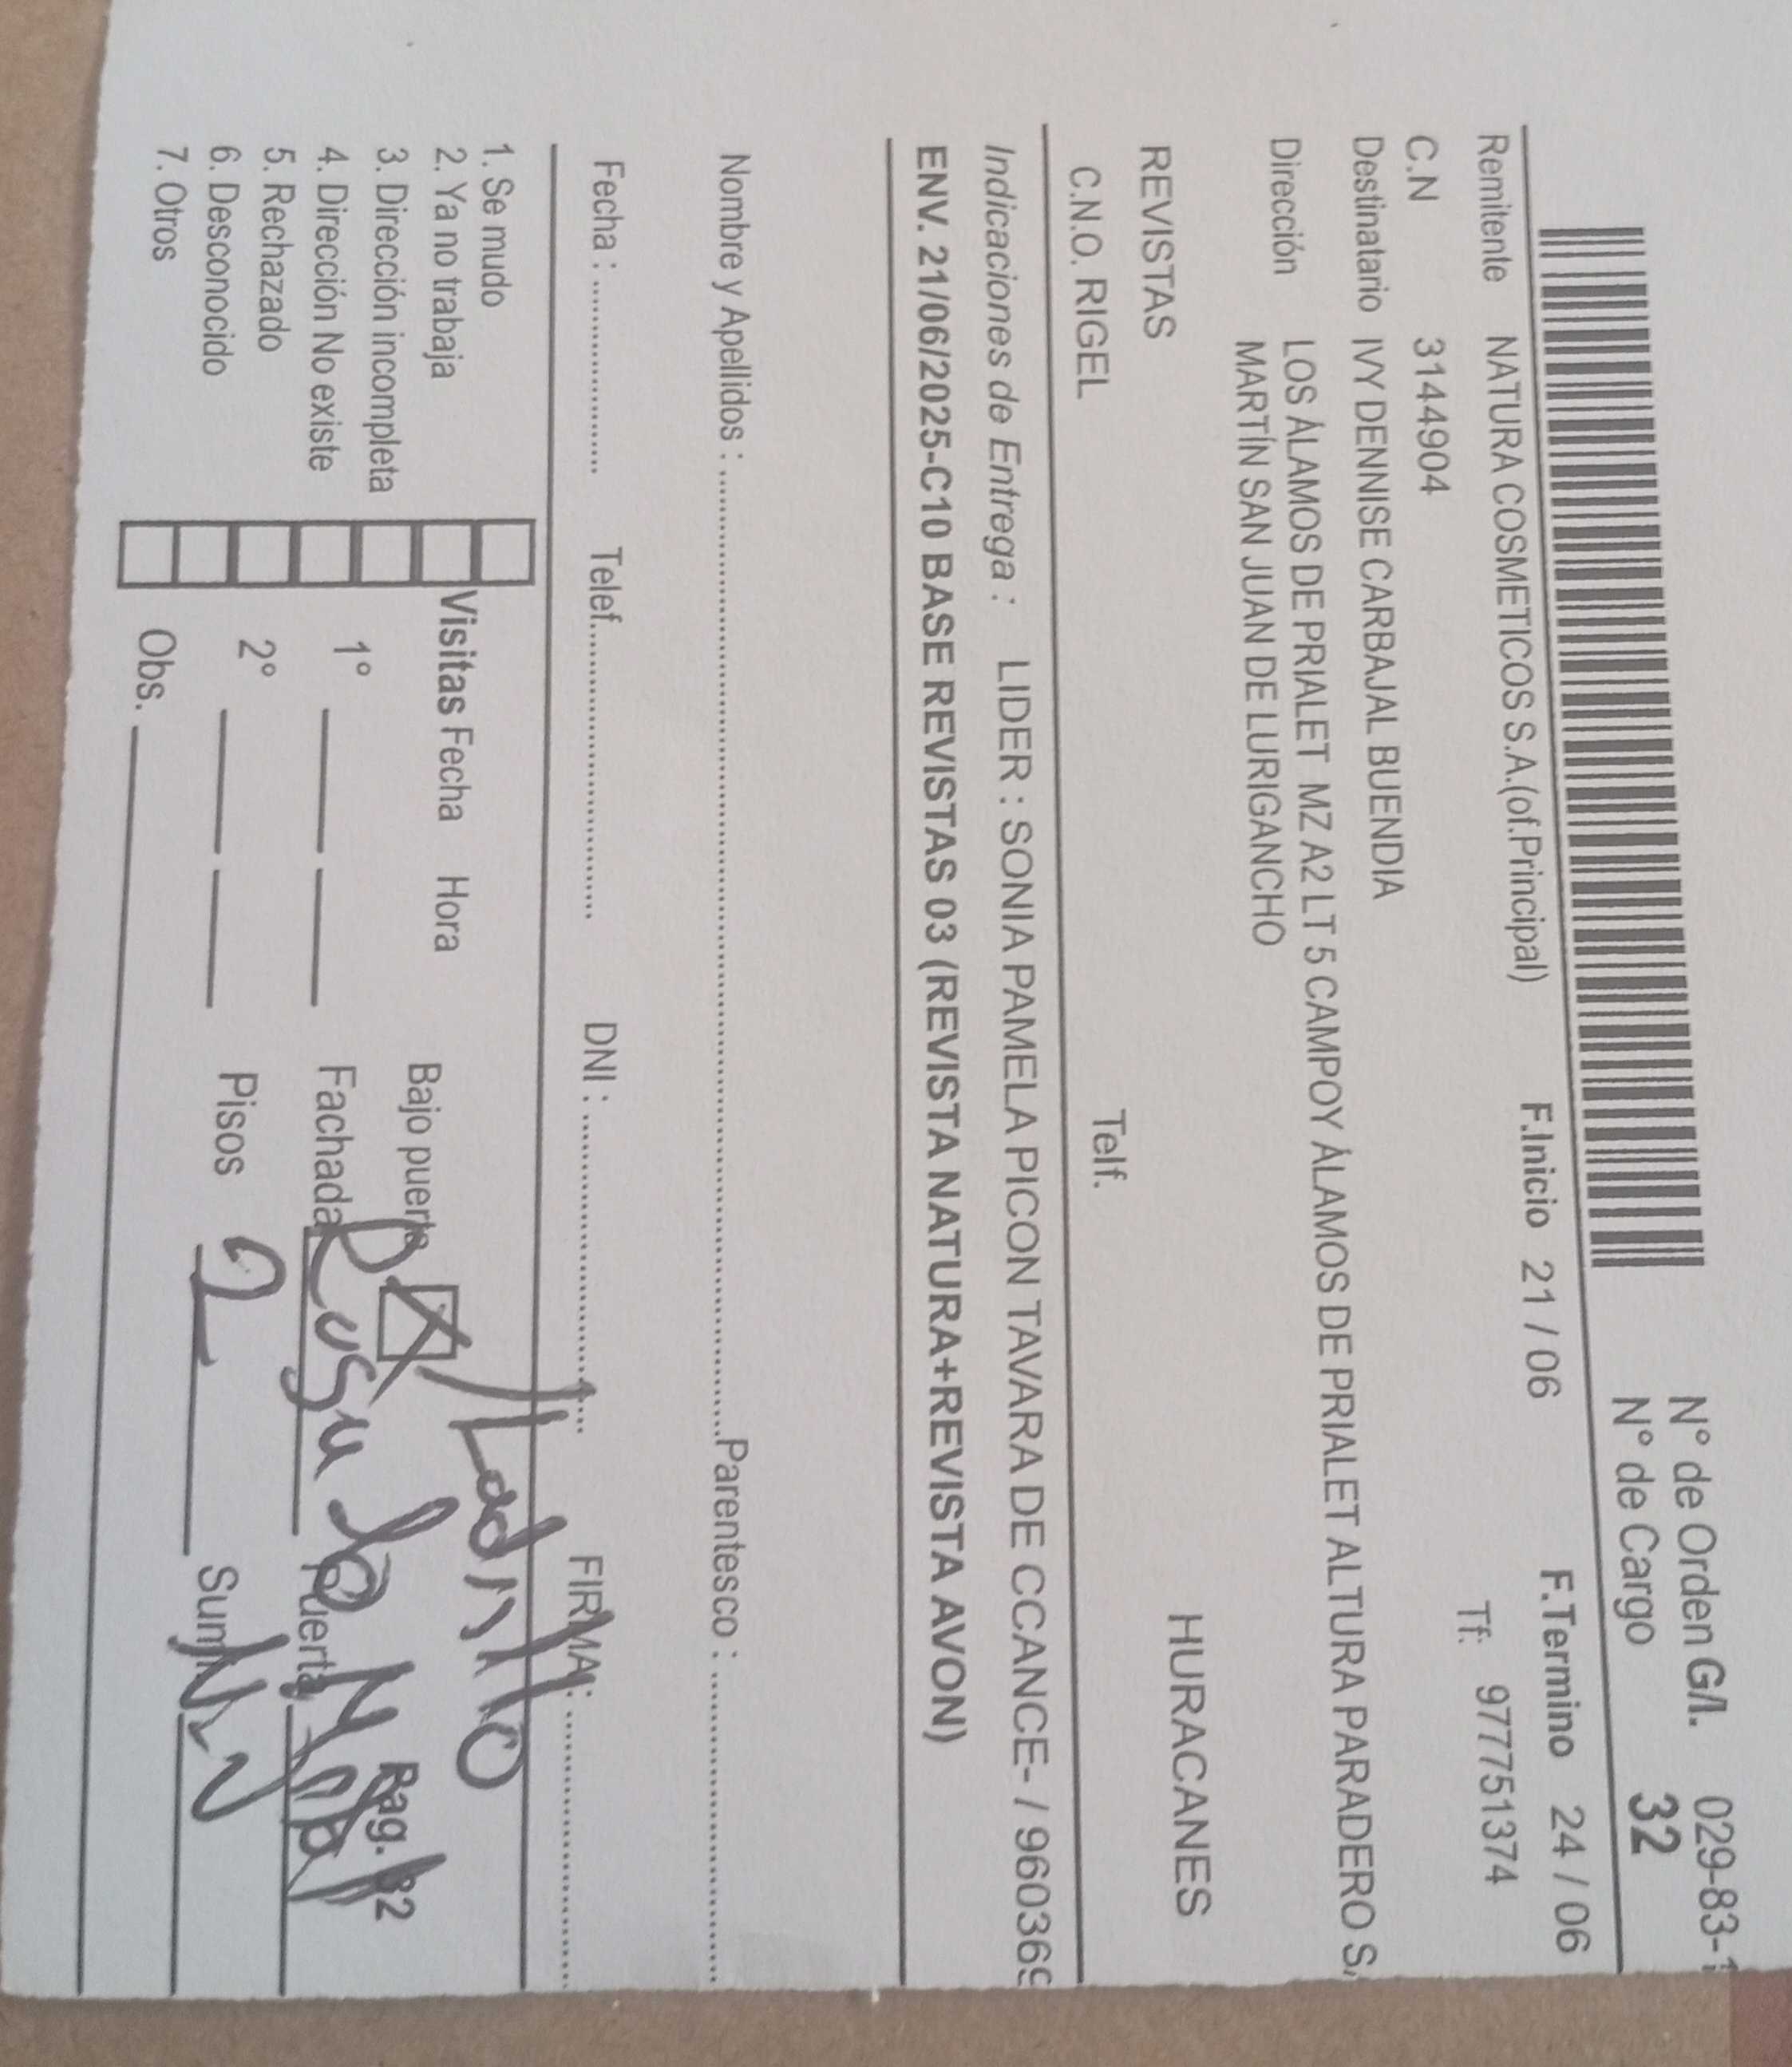 N° de Orden G/I. 029-83-1
N° de Cargo 32
Remitente NATURA COSMETICOS S.A.(of.Principal) F.Inicio 21 / 06 F.Termino 24 / 06
C.N 3144904 Tf: 977751374
Destinatario IVY DENNISE CARBAJAL BUENDIA
Dirección LOS ÁLAMOS DE PRIALET MZ A2 LT 5 CAMPOY ÁLAMOS DE PRIALET ALTURA PARADERO SA
MARTÍN SAN JUAN DE LURIGANCHO
REVISTAS HURACANES
C.N.O. RIGEL Telf.
Indicaciones de Entrega : LIDER : SONIA PAMELA PICON TAVARA DE CCANCE- / 960369
ENV. 21/06/2025-C10 BASE REVISTAS 03 (REVISTA NATURA+REVISTA AVON)
Nombre y Apellidos : Parentesco :
Fecha : Telef. DNI : FIRMA :
1. Se mudo
2. Ya no trabaja
3. Dirección incompleta
4. Dirección No existe
5. Rechazado
6. Desconocido
7. Otros
Visitas Fecha Hora
1°
2°
Obs.
Bajo puerta X Ladrillo
Fachada
Pisos 2
Puerta
Pag. 32